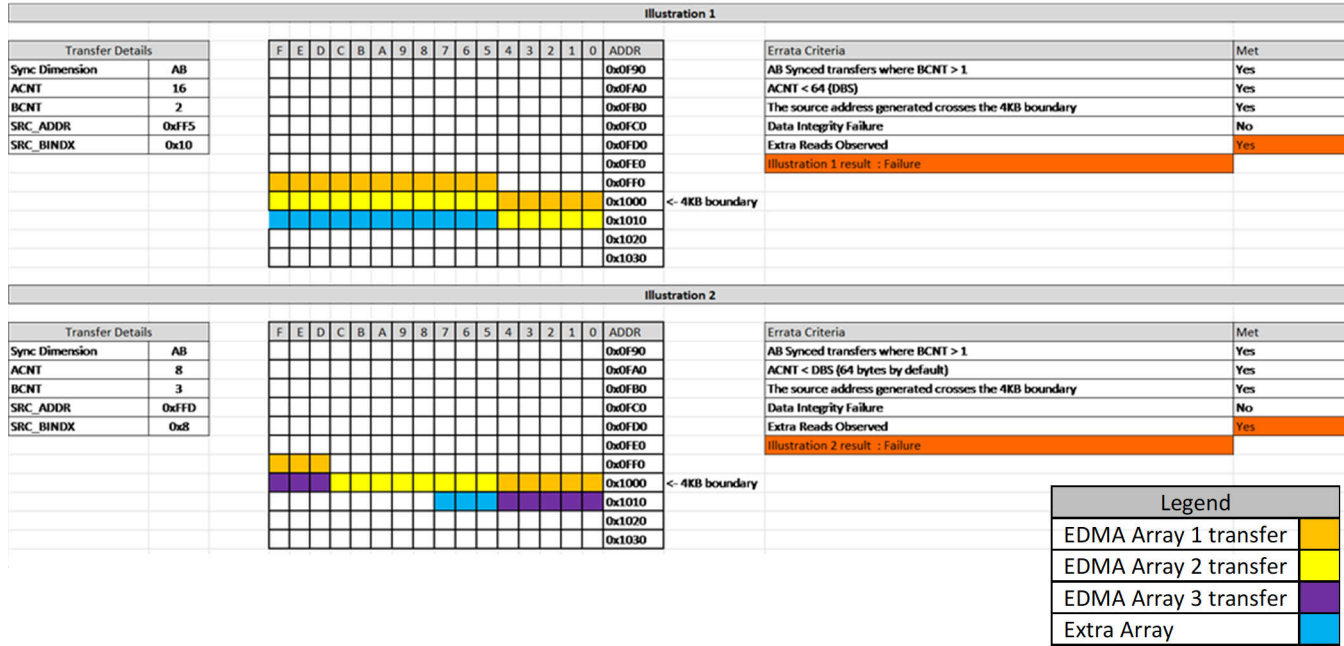 Illustration 1
Transfer Details F E D C B A 9 8 7 6 5 4 3 2 1 0 ADDR Errata Criteria Met
Sync Dimension AB 0x0F90 AB Synced transfers where BCNT > 1 Yes
ACNT 16 0x0FA0 ACNT < 64 (DBS) Yes
BCNT 2 0x0FB0 The source address generated crosses the 4KB boundary Yes
SRC_ADDR 0xFF5 0x0FC0 Data Integrity Failure No
SRC_BINDX 0x10 0x0FD0 Extra Reads Observed Yes
0x0FE0 Illustration 1 result : Failure
0x0FF0
0x1000 <- 4KB boundary
0x1010
0x1020
0x1030
Illustration 2
Transfer Details F E D C B A 9 8 7 6 5 4 3 2 1 0 ADDR Errata Criteria Met
Sync Dimension AB 0x0F90 AB Synced transfers where BCNT > 1 Yes
ACNT 8 0x0FA0 ACNT < DBS (64 bytes by default) Yes
BCNT 3 0x0FB0 The source address generated crosses the 4KB boundary Yes
SRC_ADDR 0xFFD 0x0FC0 Data Integrity Failure No
SRC_BINDX 0x8 0x0FD0 Extra Reads Observed Yes
0x0FE0 Illustration 2 result : Failure
0x0FF0
0x1000 <- 4KB boundary
0x1010
0x1020
0x1030
Legend
EDMA Array 1 transfer
EDMA Array 2 transfer
EDMA Array 3 transfer
Extra Array